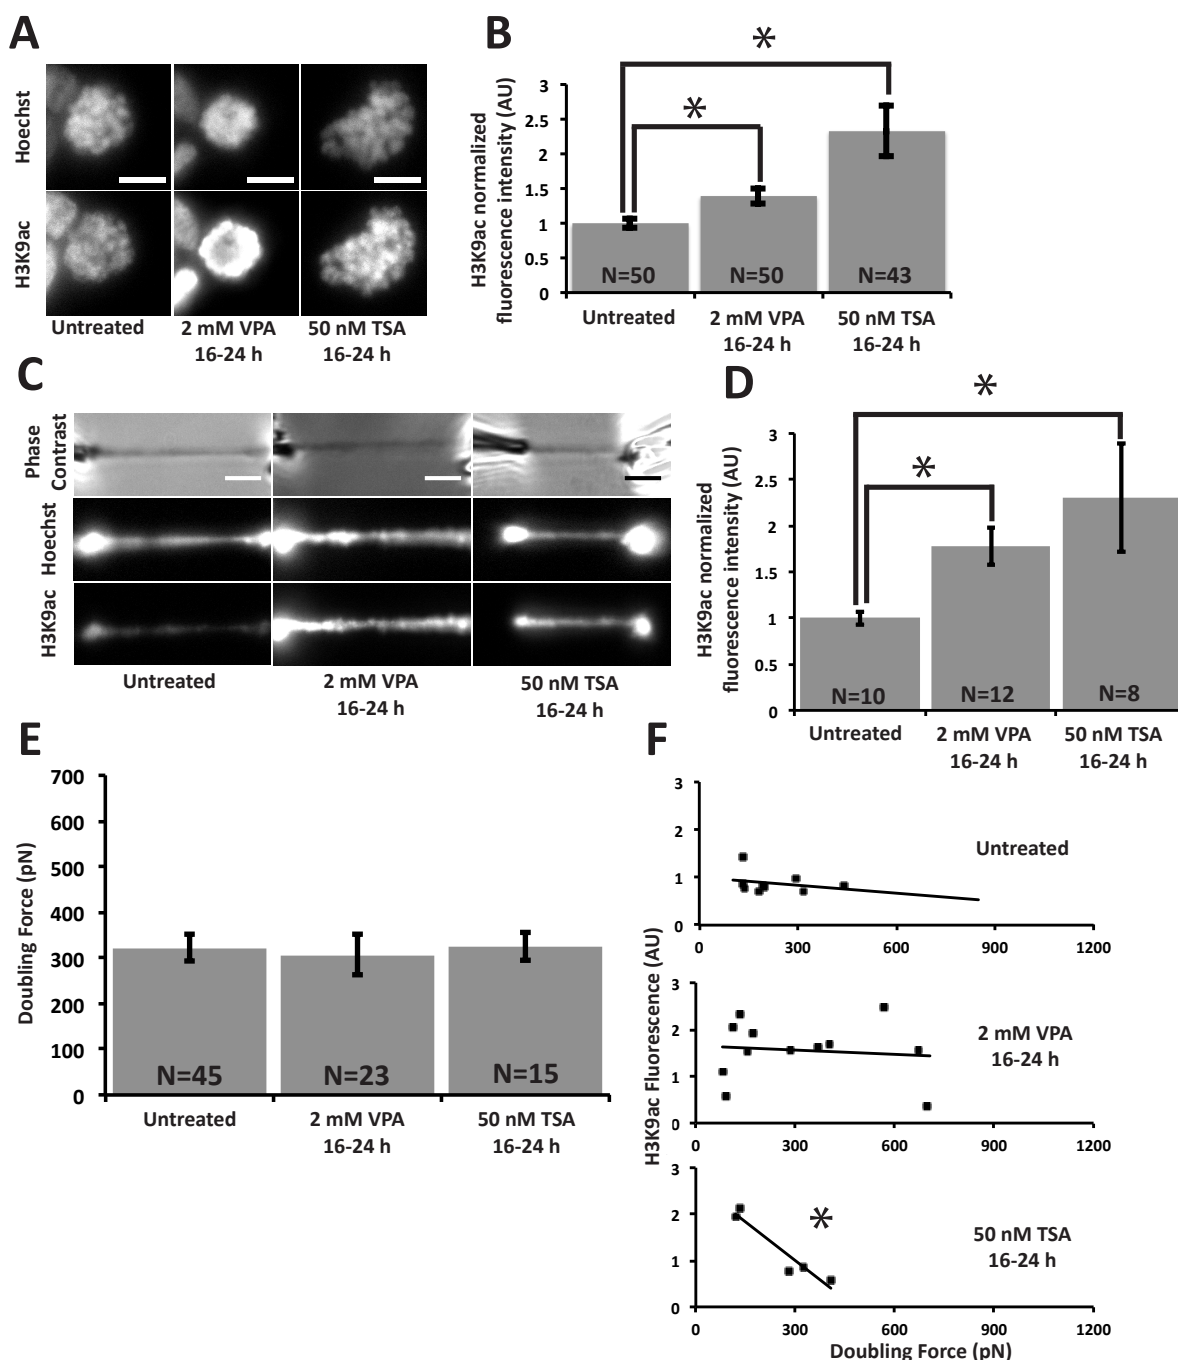 A
Hoechst
H3K9ac
Untreated
2 mM VPA
16-24 h
50 nM TSA
16-24 h
B
H3K9ac normalized
fluorescence intensity (AU)
3
2.5
2
1.5
1
0.5
0
*
*
N=50
N=50
N=43
Untreated
2 mM VPA
16-24 h
50 nM TSA
16-24 h
C
Phase
Contrast
Hoechst
H3K9ac
Untreated
2 mM VPA
16-24 h
50 nM TSA
16-24 h
D
H3K9ac normalized
fluorescence intensity (AU)
3
2.5
2
1.5
1
0.5
0
*
*
N=10
N=12
N=8
Untreated
2 mM VPA
16-24 h
50 nM TSA
16-24 h
E
Doubling Force (pN)
700
600
500
400
300
200
100
0
N=45
N=23
N=15
Untreated
2 mM VPA
16-24 h
50 nM TSA
16-24 h
F
H3K9ac Fluorescence (AU)
3
2
1
0
Untreated
0 300 600 900 1200
3
2
1
0
2 mM VPA
16-24 h
0 300 600 900 1200
3
2
1
0
*
50 nM TSA
16-24 h
0 300 600 900 1200
Doubling Force (pN)